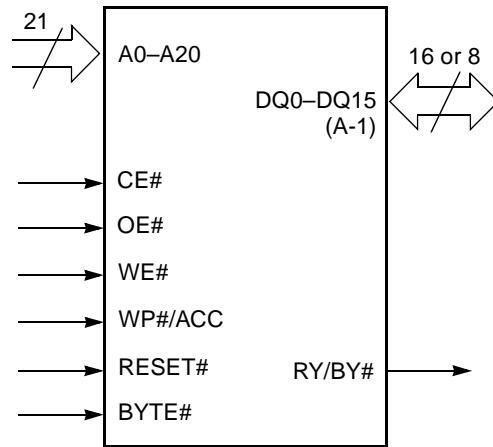 21
A0–A20
16 or 8
DQ0–DQ15
(A-1)
CE#
OE#
WE#
WP#/ACC
RESET#
RY/BY#
BYTE#